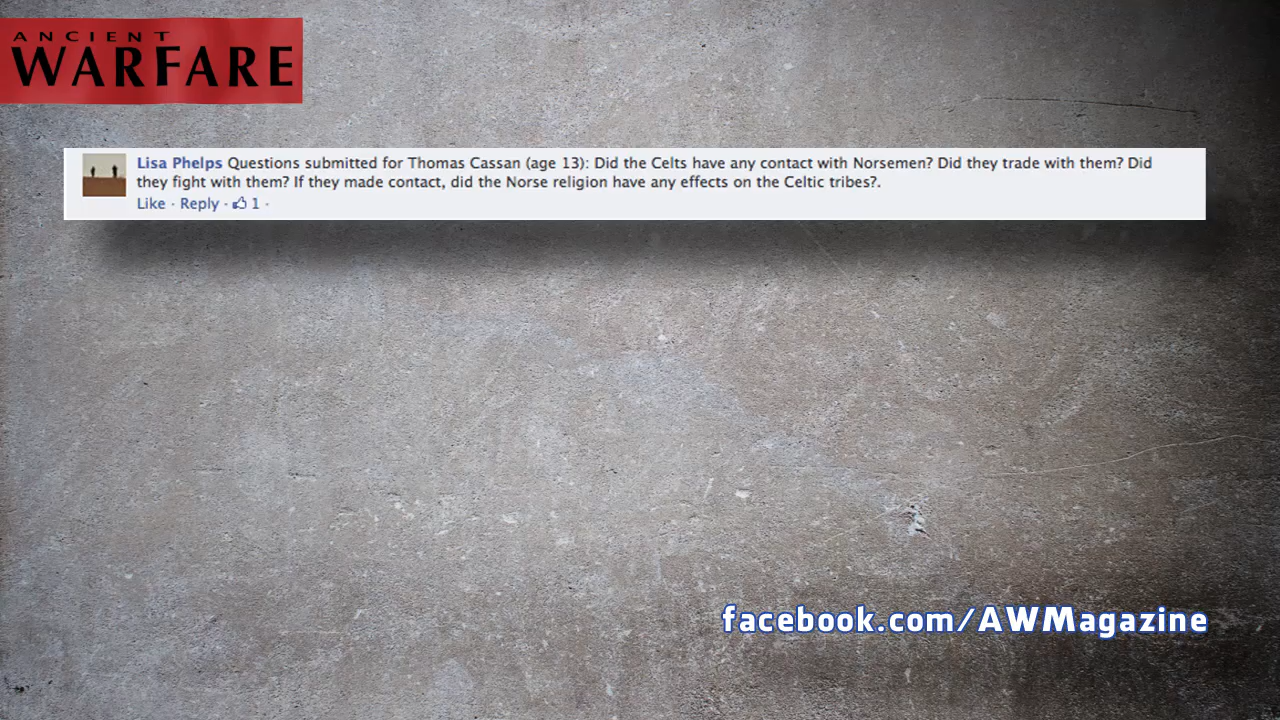 ANCIENT
WARFARE
Lisa Phelps Questions submitted for Thomas Cassan (age 13): Did the Celts have any contact with Norsemen? Did they trade with them? Did
they fight with them? If they made contact, did the Norse religion have any effects on the Celtic tribes?.
Like · Reply · 1 ·
facebook.com/AWMagazine